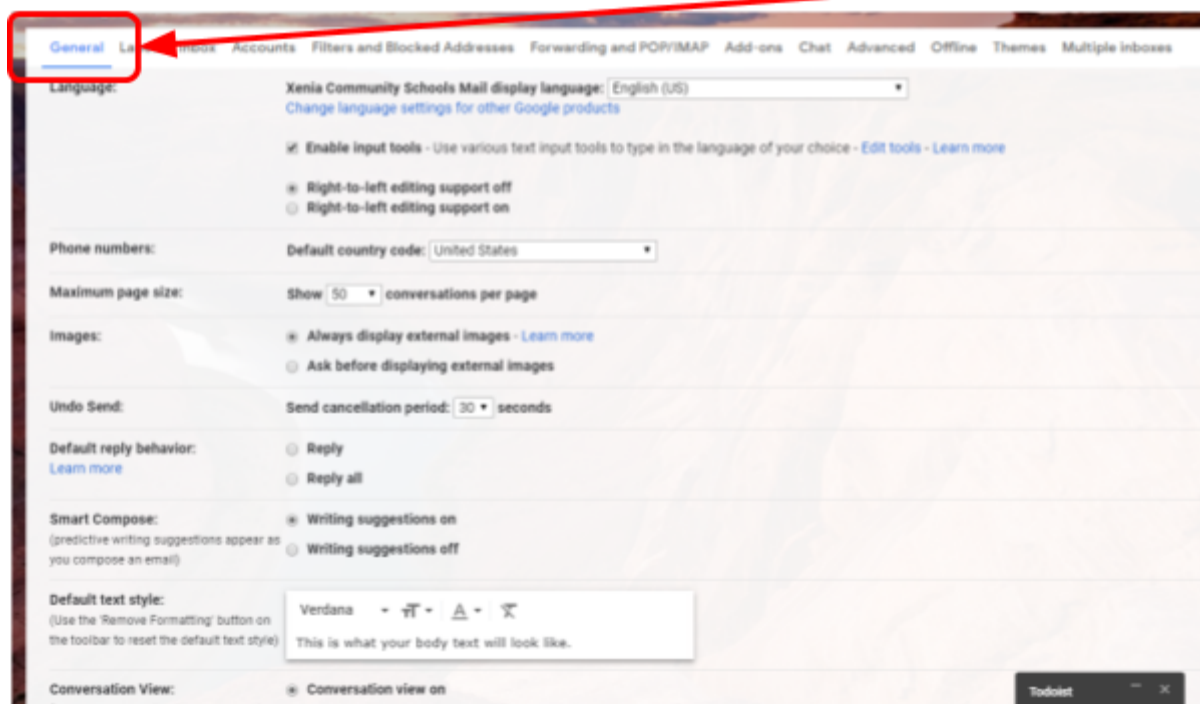 General La Inbox Accounts Filters and Blocked Addresses Forwarding and POP/IMAP Add-ons Chat Advanced Offline Themes Multiple inboxes
Language:
Xenia Community Schools Mail display language: English (US)
Change language settings for other Google products
Enable input tools - Use various text input tools to type in the language of your choice - Edit tools - Learn more
Right-to-left editing support off
Right-to-left editing support on
Phone numbers:
Default country code: United States
Maximum page size:
Show 50 conversations per page
Images:
Always display external images - Learn more
Ask before displaying external images
Undo Send:
Send cancellation period: 30 seconds
Default reply behavior:
Learn more
Reply
Reply all
Smart Compose:
(predictive writing suggestions appear as
you compose an email)
Writing suggestions on
Writing suggestions off
Default text style:
(Use the 'Remove Formatting' button on
the toolbar to reset the default text style)
Verdana
This is what your body text will look like.
Conversation View:
Conversation view on
Todoist